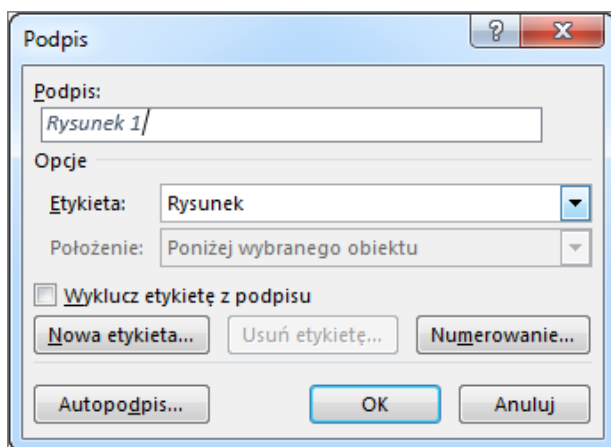 Podpis
Podpis:
Rysunek 1
Opcje
Etykieta: Rysunek
Położenie: Poniżej wybranego obiektu
Wyklucz etykietę z podpisu
Nowa etykieta... Usuń etykietę... Numerowanie...
Autopodpis... OK Anuluj